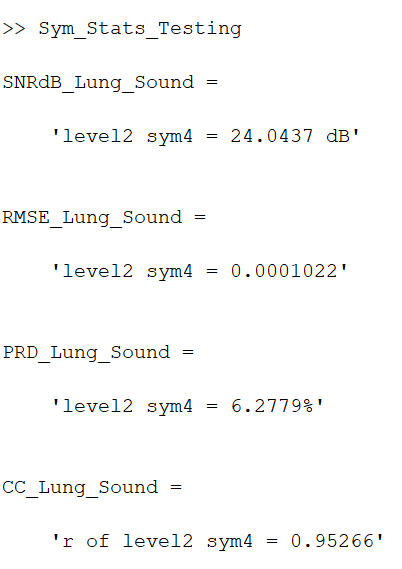 >> Sym_Stats_Testing
SNRdB_Lung_Sound =
'level2 sym4 = 24.0437 dB'
RMSE_Lung_Sound =
'level2 sym4 = 0.0001022'
PRD_Lung_Sound =
'level2 sym4 = 6.2779%'
CC_Lung_Sound =
'r of level2 sym4 = 0.95266'